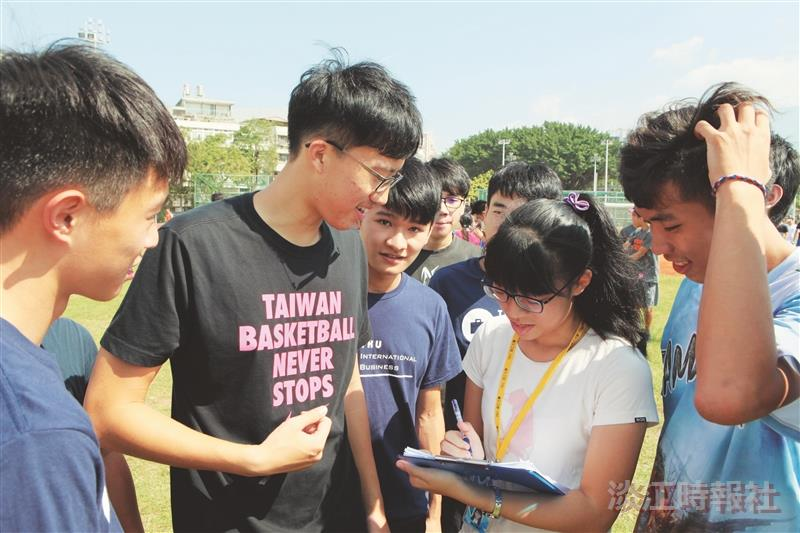 TAIWAN
BASKETBALL
NEVER
STOPS
International
Business
淡江時報社